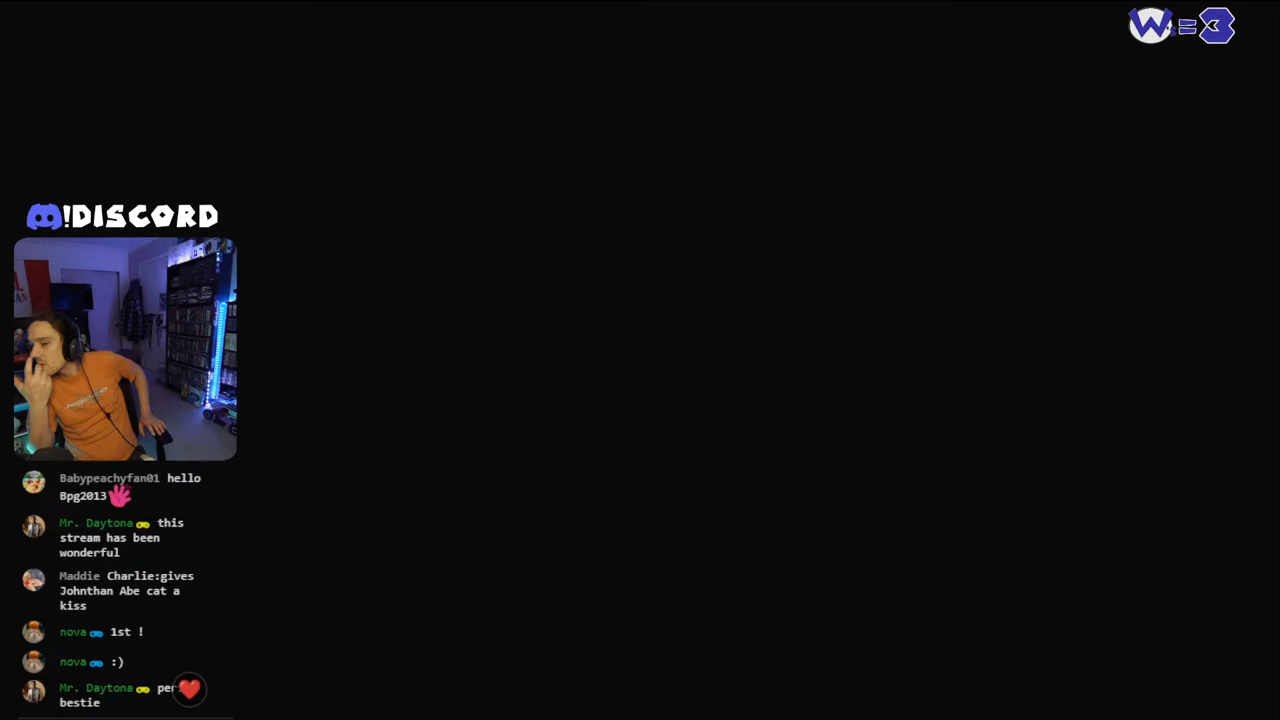 W=3
!DISCORD
Babypeachyfan01 hello
Bpg2013
Mr. Daytona this
stream has been
wonderful
Maddie Charlie:gives
Johnthan Abe cat a
kiss
nova 1st !
nova :)
Mr. Daytona
bestie